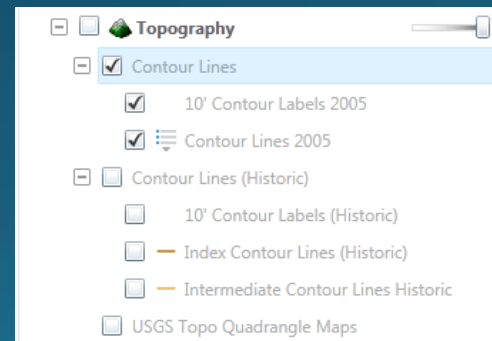 Topography
Contour Lines
10' Contour Labels 2005
Contour Lines 2005
Contour Lines (Historic)
10' Contour Labels (Historic)
Index Contour Lines (Historic)
Intermediate Contour Lines Historic
USGS Topo Quadrangle Maps